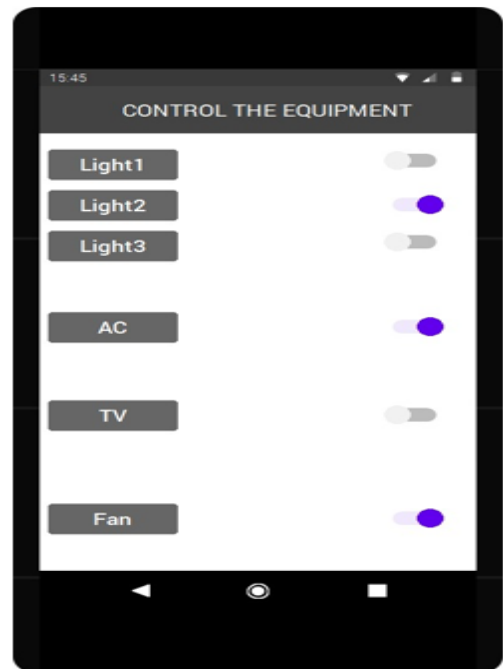 15:45
CONTROL THE EQUIPMENT
Light1
Light2
Light3
AC
TV
Fan